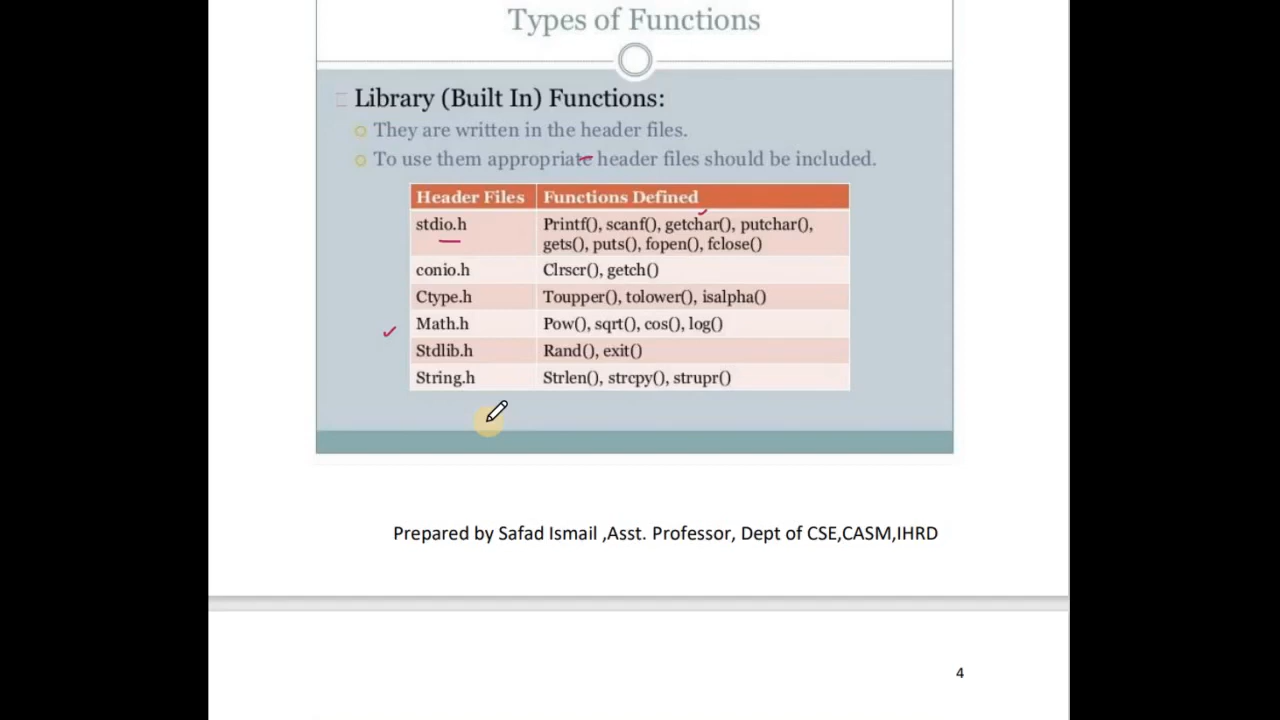 Types of Functions
Library (Built In) Functions:
They are written in the header files.
To use them appropriate header files should be included.
Header Files Functions Defined
stdio.h Printf(), scanf(), getchar(), putchar(),
gets(), puts(), fopen(), fclose()
conio.h Clrscr(), getch()
Ctype.h Toupper(), tolower(), isalpha()
Math.h Pow(), sqrt(), cos(), log()
Stdlib.h Rand(), exit()
String.h Strlen(), strcpy(), strupr()
Prepared by Safad Ismail ,Asst. Professor, Dept of CSE,CASM,IHRD
4